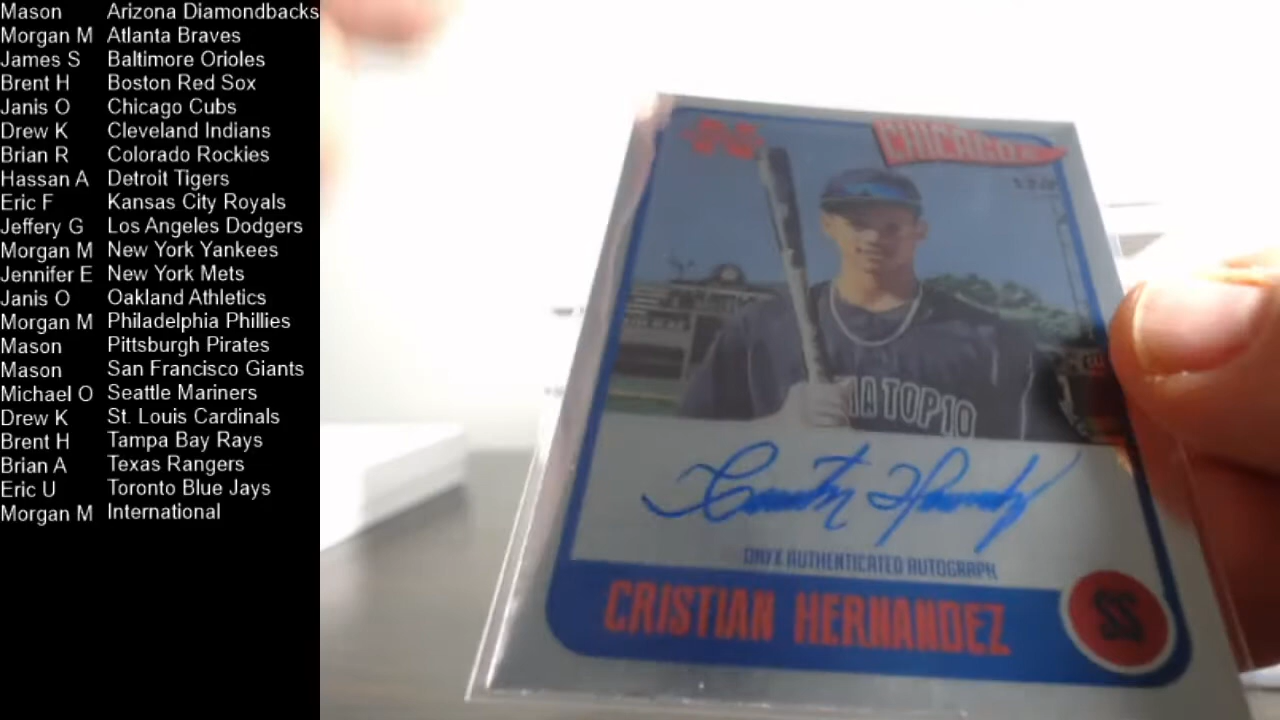 Mason Arizona Diamondbacks
Morgan M Atlanta Braves
James S Baltimore Orioles
Brent H Boston Red Sox
Janis O Chicago Cubs
Drew K Cleveland Indians
Brian R Colorado Rockies
Hassan A Detroit Tigers
Eric F Kansas City Royals
Jeffery G Los Angeles Dodgers
Morgan M New York Yankees
Jennifer E New York Mets
Janis O Oakland Athletics
Morgan M Philadelphia Phillies
Mason Pittsburgh Pirates
Mason San Francisco Giants
Michael O Seattle Mariners
Drew K St. Louis Cardinals
Brent H Tampa Bay Rays
Brian A Texas Rangers
Eric U Toronto Blue Jays
Morgan M International
CHICAGO
TOP10
ONYX AUTHENTICATED AUTOGRAPH
CRISTIAN HERNANDEZ